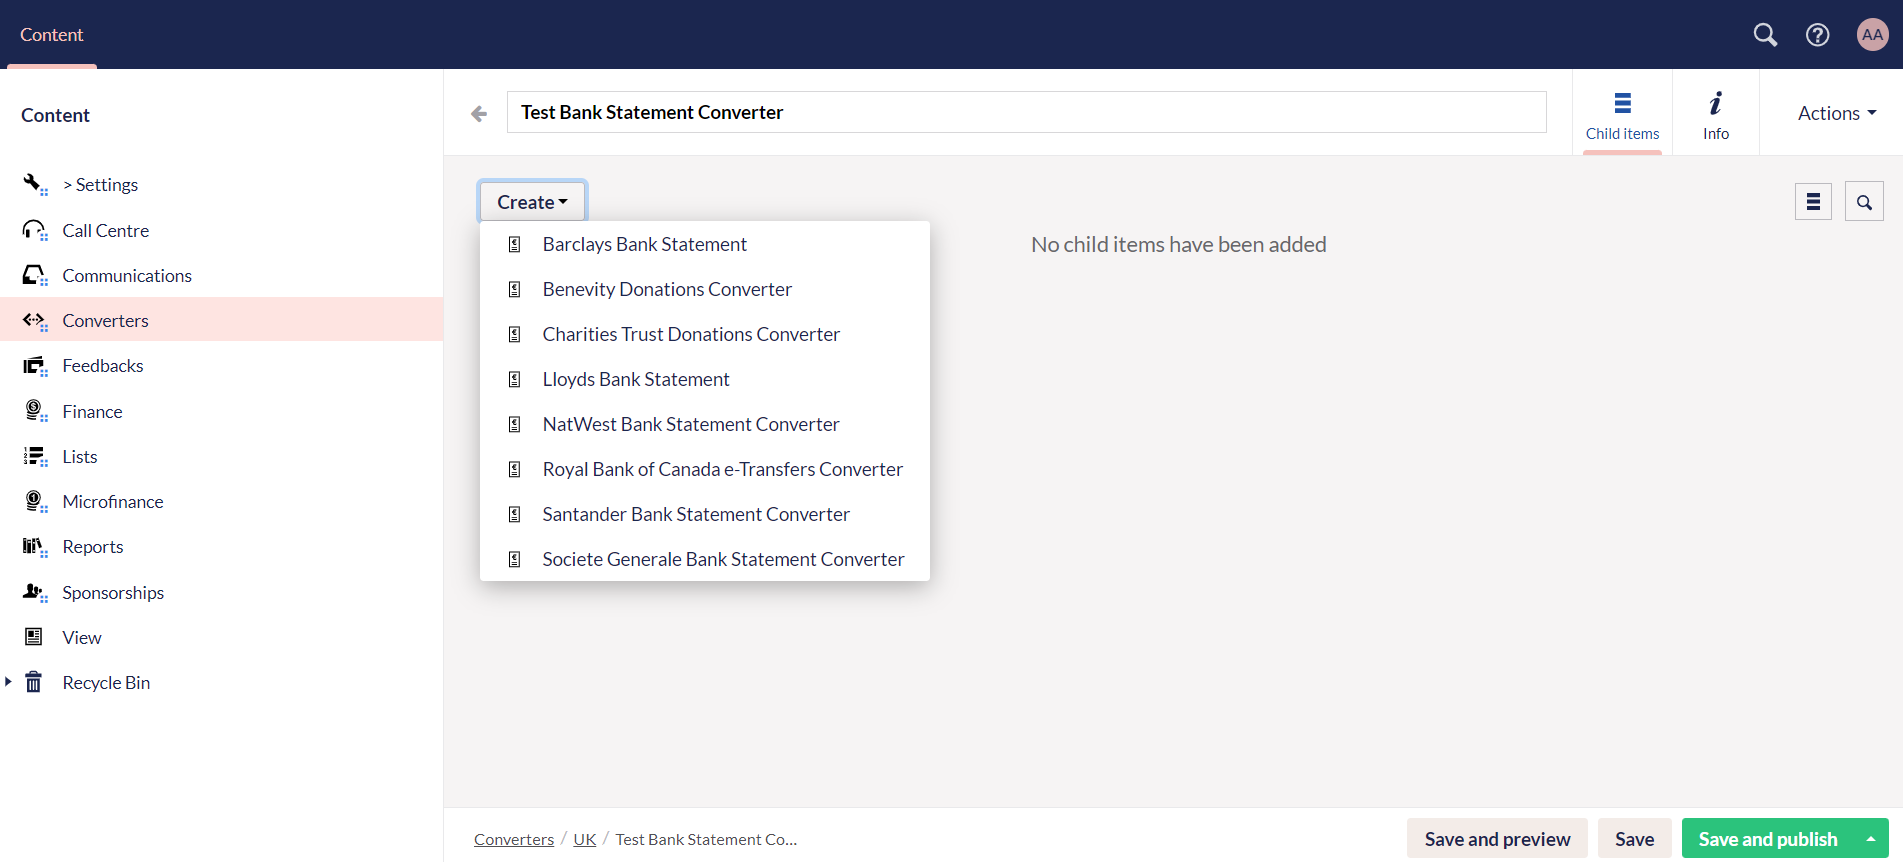 Content
AA
Content
> Settings
Call Centre
Communications
Converters
Feedbacks
Finance
Lists
Microfinance
Reports
Sponsorships
View
Recycle Bin
Test Bank Statement Converter
Child items
Info
Actions
Create
Barclays Bank Statement
Benevity Donations Converter
Charities Trust Donations Converter
Lloyds Bank Statement
NatWest Bank Statement Converter
Royal Bank of Canada e-Transfers Converter
Santander Bank Statement Converter
Societe Generale Bank Statement Converter
No child items have been added
Converters / UK / Test Bank Statement Co...
Save and preview
Save
Save and publish